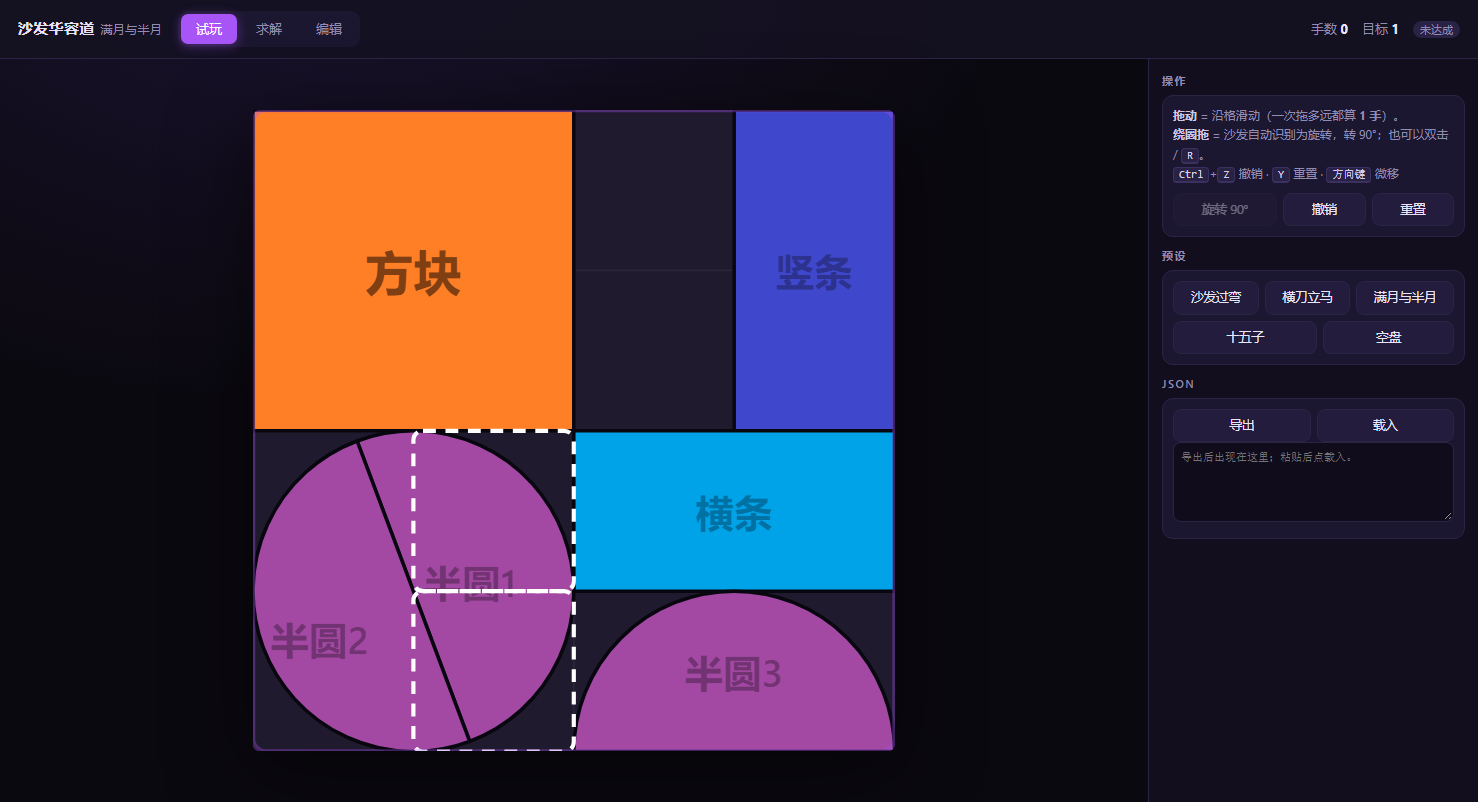 沙发华容道 满月与半月 试玩 求解 编辑 手数 0 目标 1 未达成
操作
拖动 = 沿格滑动（一次拖多远都算 1 手）。
绕圆拖 = 沙发自动识别为旋转，转 90°；也可以双击
/ R 。
Ctrl + Z 撤销 · Y 重置 · 方向键 微移
旋转 90° 撤销 重置
预设
沙发过弯 横刀立马 满月与半月
十五子 空盘
JSON
导出 载入
导出后出现在这里；粘贴后点载入。
方块
竖条
横条
半圆1
半圆2
半圆3